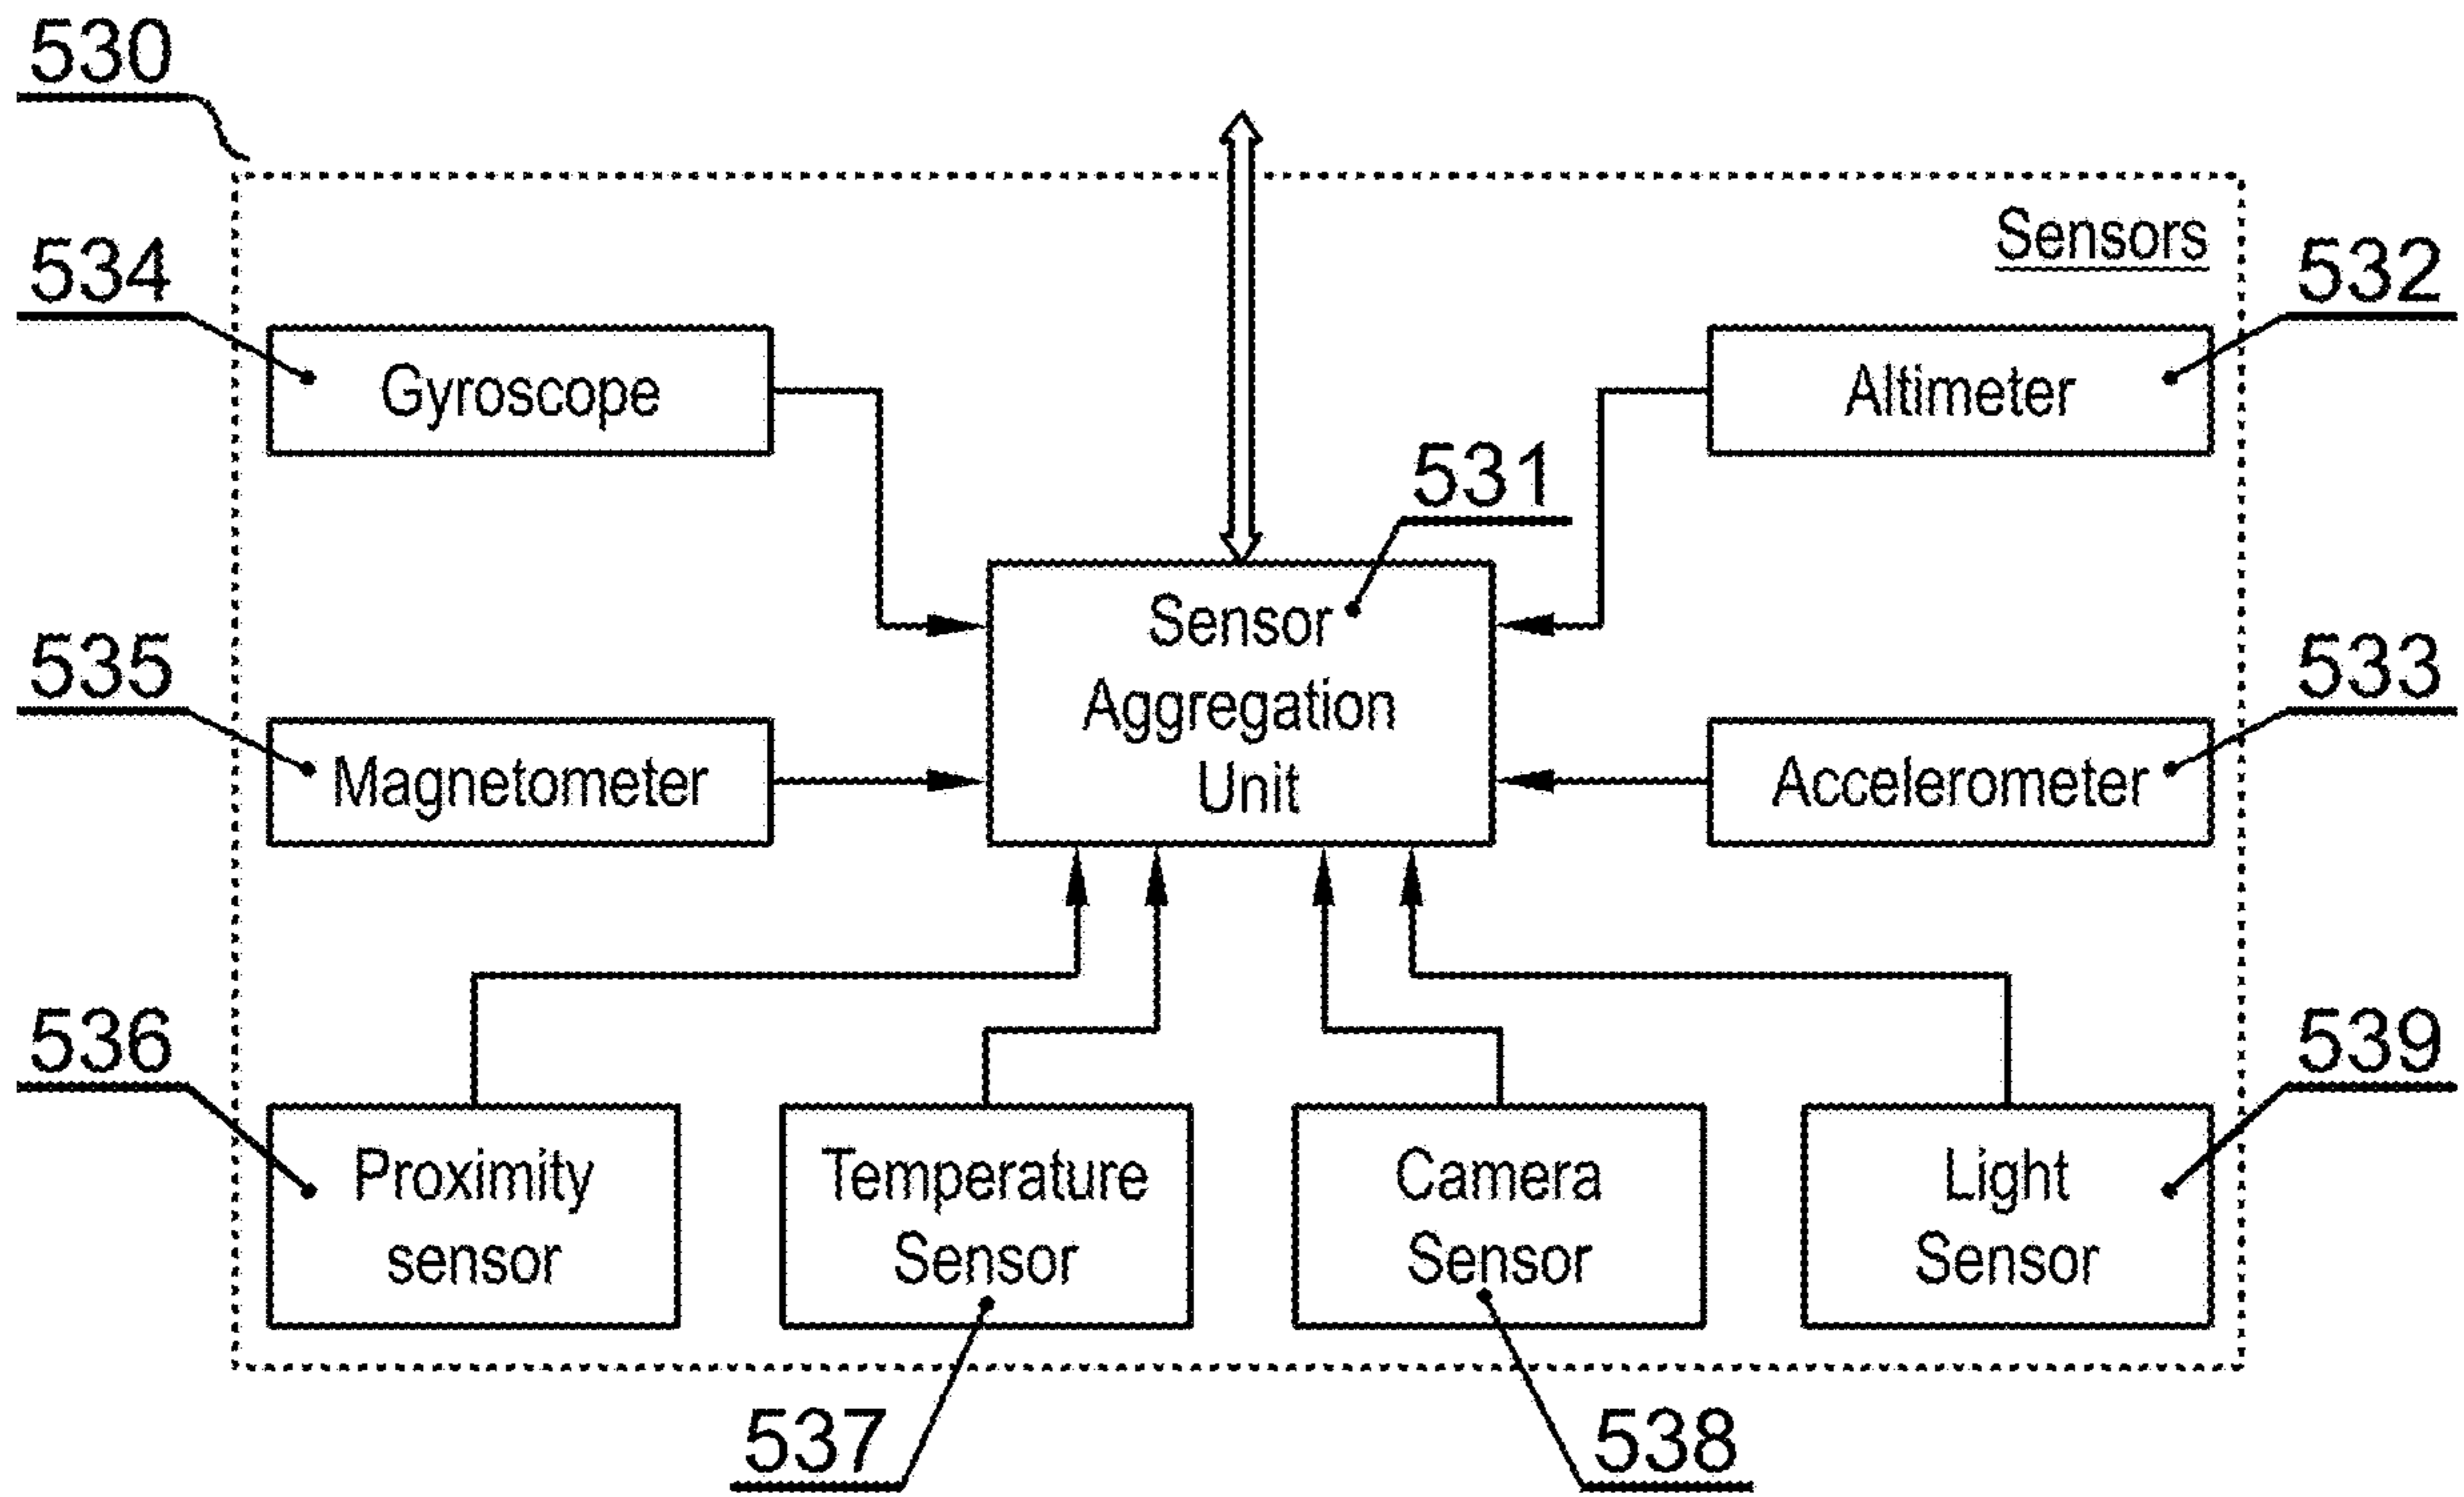 530
Sensors
534
532
Gyroscope
Altimeter
531
Sensor
Aggregation
Unit
535
533
Magnetometer
Accelerometer
536
539
Proximity
sensor
Temperature
Sensor
Camera
Sensor
Light
Sensor
537
538